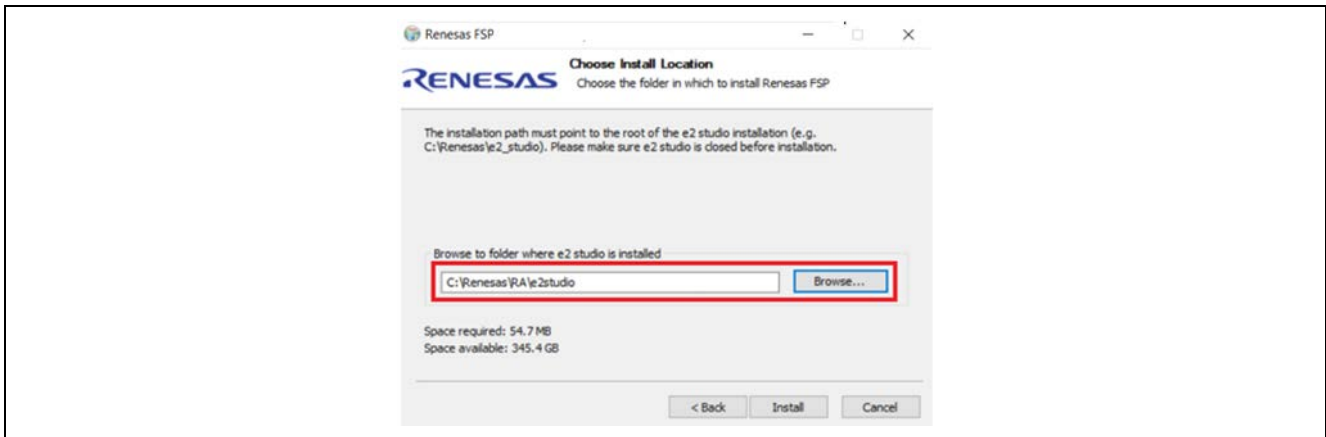 Renesas FSP
RENESAS
Choose Install Location
Choose the folder in which to install Renesas FSP
The installation path must point to the root of the e2 studio installation (e.g.
C:\Renesas\e2_studio). Please make sure e2 studio is closed before installation.
Browse to folder where e2 studio is installed
C:\Renesas\RA\e2studio
Browse...
Space required: 54.7 MB
Space available: 345.4 GB
< Back
Install
Cancel